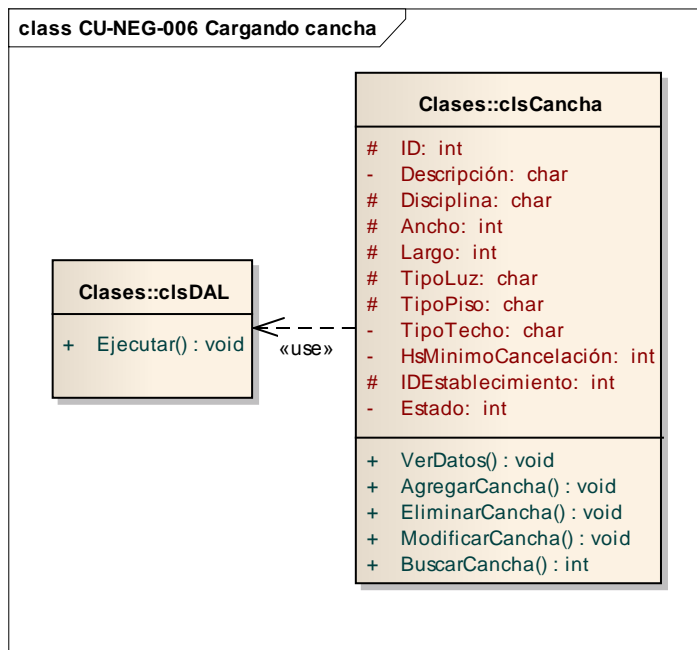 class CU-NEG-006 Cargando cancha
Clases::clsCancha
# ID: int
- Descripción: char
# Disciplina: char
# Ancho: int
# Largo: int
# TipoLuz: char
# TipoPiso: char
- TipoTecho: char
- HsMinimoCancelación: int
# IDEstablecimiento: int
- Estado: int
+ VerDatos() : void
+ AgregarCancha() : void
+ EliminarCancha() : void
+ ModificarCancha() : void
+ BuscarCancha() : int
Clases::clsDAL
+ Ejecutar() : void
«use»